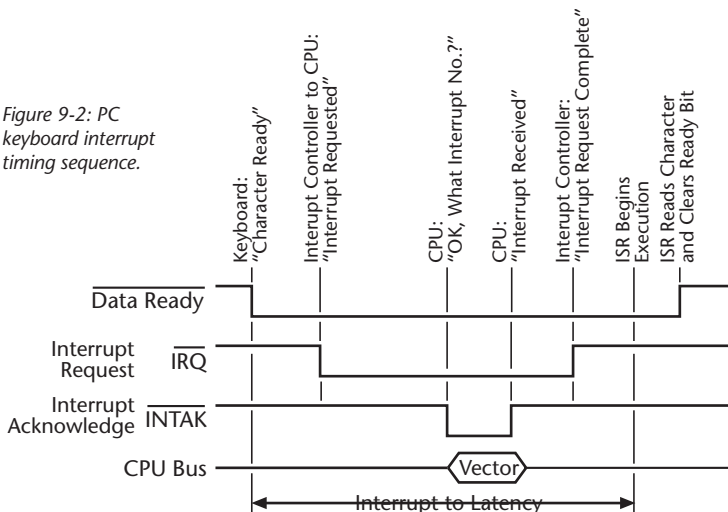 Figure 9-2: PC
keyboard interrupt
timing sequence.
Keyboard:
“Character Ready”
Interupt Controller to CPU:
“Interrupt Requested”
CPU:
“OK, What Interrupt No.?”
CPU:
“Interrupt Received”
Interupt Controller:
“Interrupt Request Complete”
ISR Begins
Execution
ISR Reads Character
and Clears Ready Bit
Data Ready
Interrupt
Request
IRQ
Interrupt
Acknowledge
INTAK
CPU Bus
Vector
Interrupt to Latency